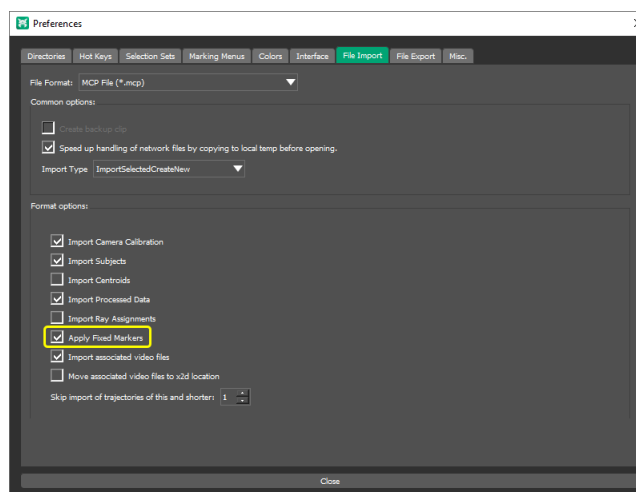 Preferences
Directories Hot Keys Selection Sets Marking Menus Colors Interface File Import File Export Misc.
File Format: MCP File (*.mcp)
Common options:
Create backup clip
Speed up handling of network files by copying to local temp before opening.
Import Type ImportSelectedCreateNew
Format options:
Import Camera Calibration
Import Subjects
Import Centroids
Import Processed Data
Import Ray Assignments
Apply Fixed Markers
Import associated video files
Move associated video files to x2d location
Skip import of trajectories of this and shorter: 1
Close